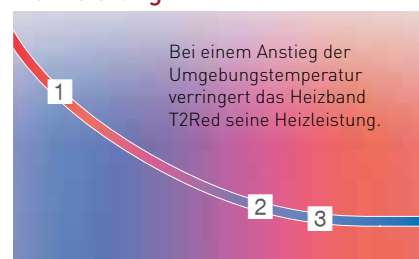 Bei einem Anstieg der
Umgebungstemperatur
verringert das Heizband
T2Red seine Heizleistung.
1
2
3